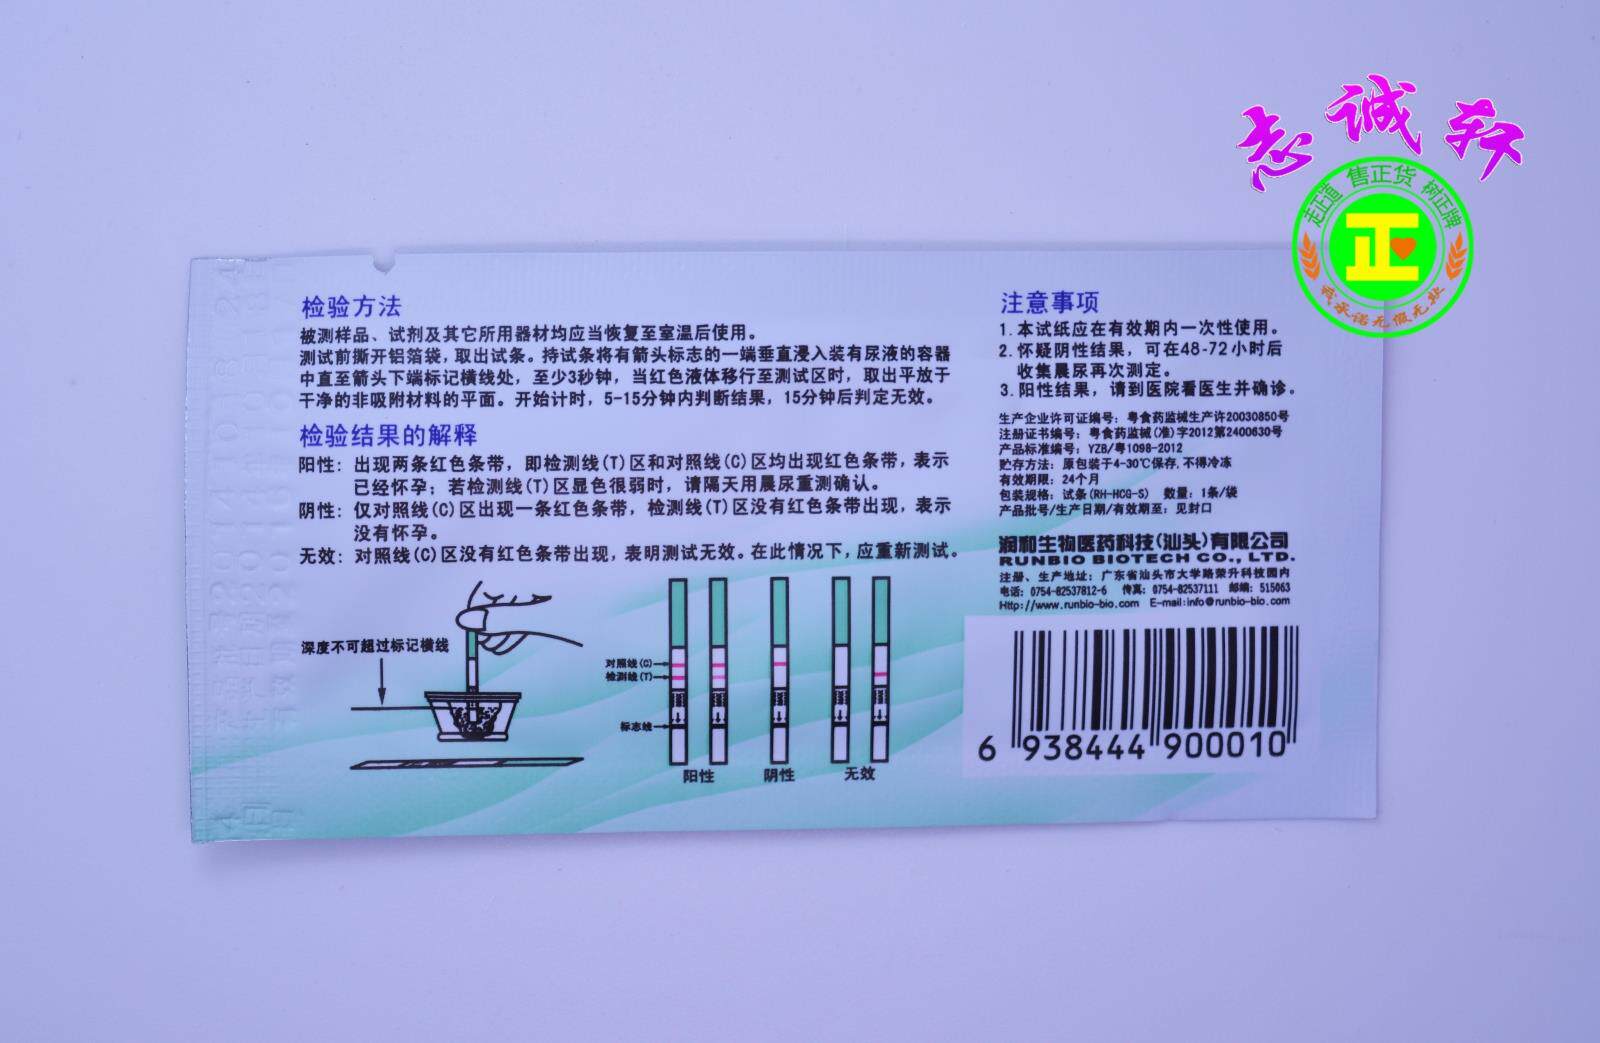 志诚轩
走正道 售正货 树正牌
正
我承诺无假无处
检验方法
被测样品、试剂及其它所用器材均应当恢复至室温后使用。
测试前撕开铝箔袋,取出试条。持试条将有箭头标志的一端垂直浸入装有尿液的容器
中直至箭头下端标记横线处，至少3秒钟，当红色液体移行至测试区时，取出平放于
干净的非吸附材料的平面。开始计时，5-15分钟内判断结果，15分钟后判定无效。
检验结果的解释
阳性：出现两条红色条带，即检测线(T)区和对照线(C)区均出现红色条带，表示
已经怀孕；若检测线(T)区显色很弱时，请隔天用晨尿重测确认。
阴性：仅对照线(C)区出现一条红色条带，检测线(T)区没有红色条带出现，表示
没有怀孕。
无效：对照线(C)区没有红色条带出现，表明测试无效。在此情况下，应重新测试。
深度不可超过标记横线
对照线(C)
检测线(T)
标志线
阳性 阴性 无效
注意事项
1.本试纸应在有效期内一次性使用。
2.怀疑阴性结果，可在48-72小时后
收集晨尿再次测定。
3.阳性结果，请到医院看医生并确诊。
生产企业许可证编号：粤食药监械生产许20030850号
注册证书编号：粤食药监械(准)字2012第2400630号
产品标准编号：YZB/粤1098-2012
贮存方法：原包装于4-30℃保存,不得冷冻
有效期限：24个月
包装规格：试条(RH-HCG-S) 数量：1条/袋
产品批号/生产日期/有效期至：见封口
润和生物医药科技(汕头)有限公司
RUNBIO BIOTECH CO., LTD.
注册、生产地址：广东省汕头市大学路荣升科技园内
电话：0754-82537812-6 传真：0754-82537111 邮编：515063
Http://www.runbio-bio.com E-mail:info@runbio-bio.com
6 938444 900010